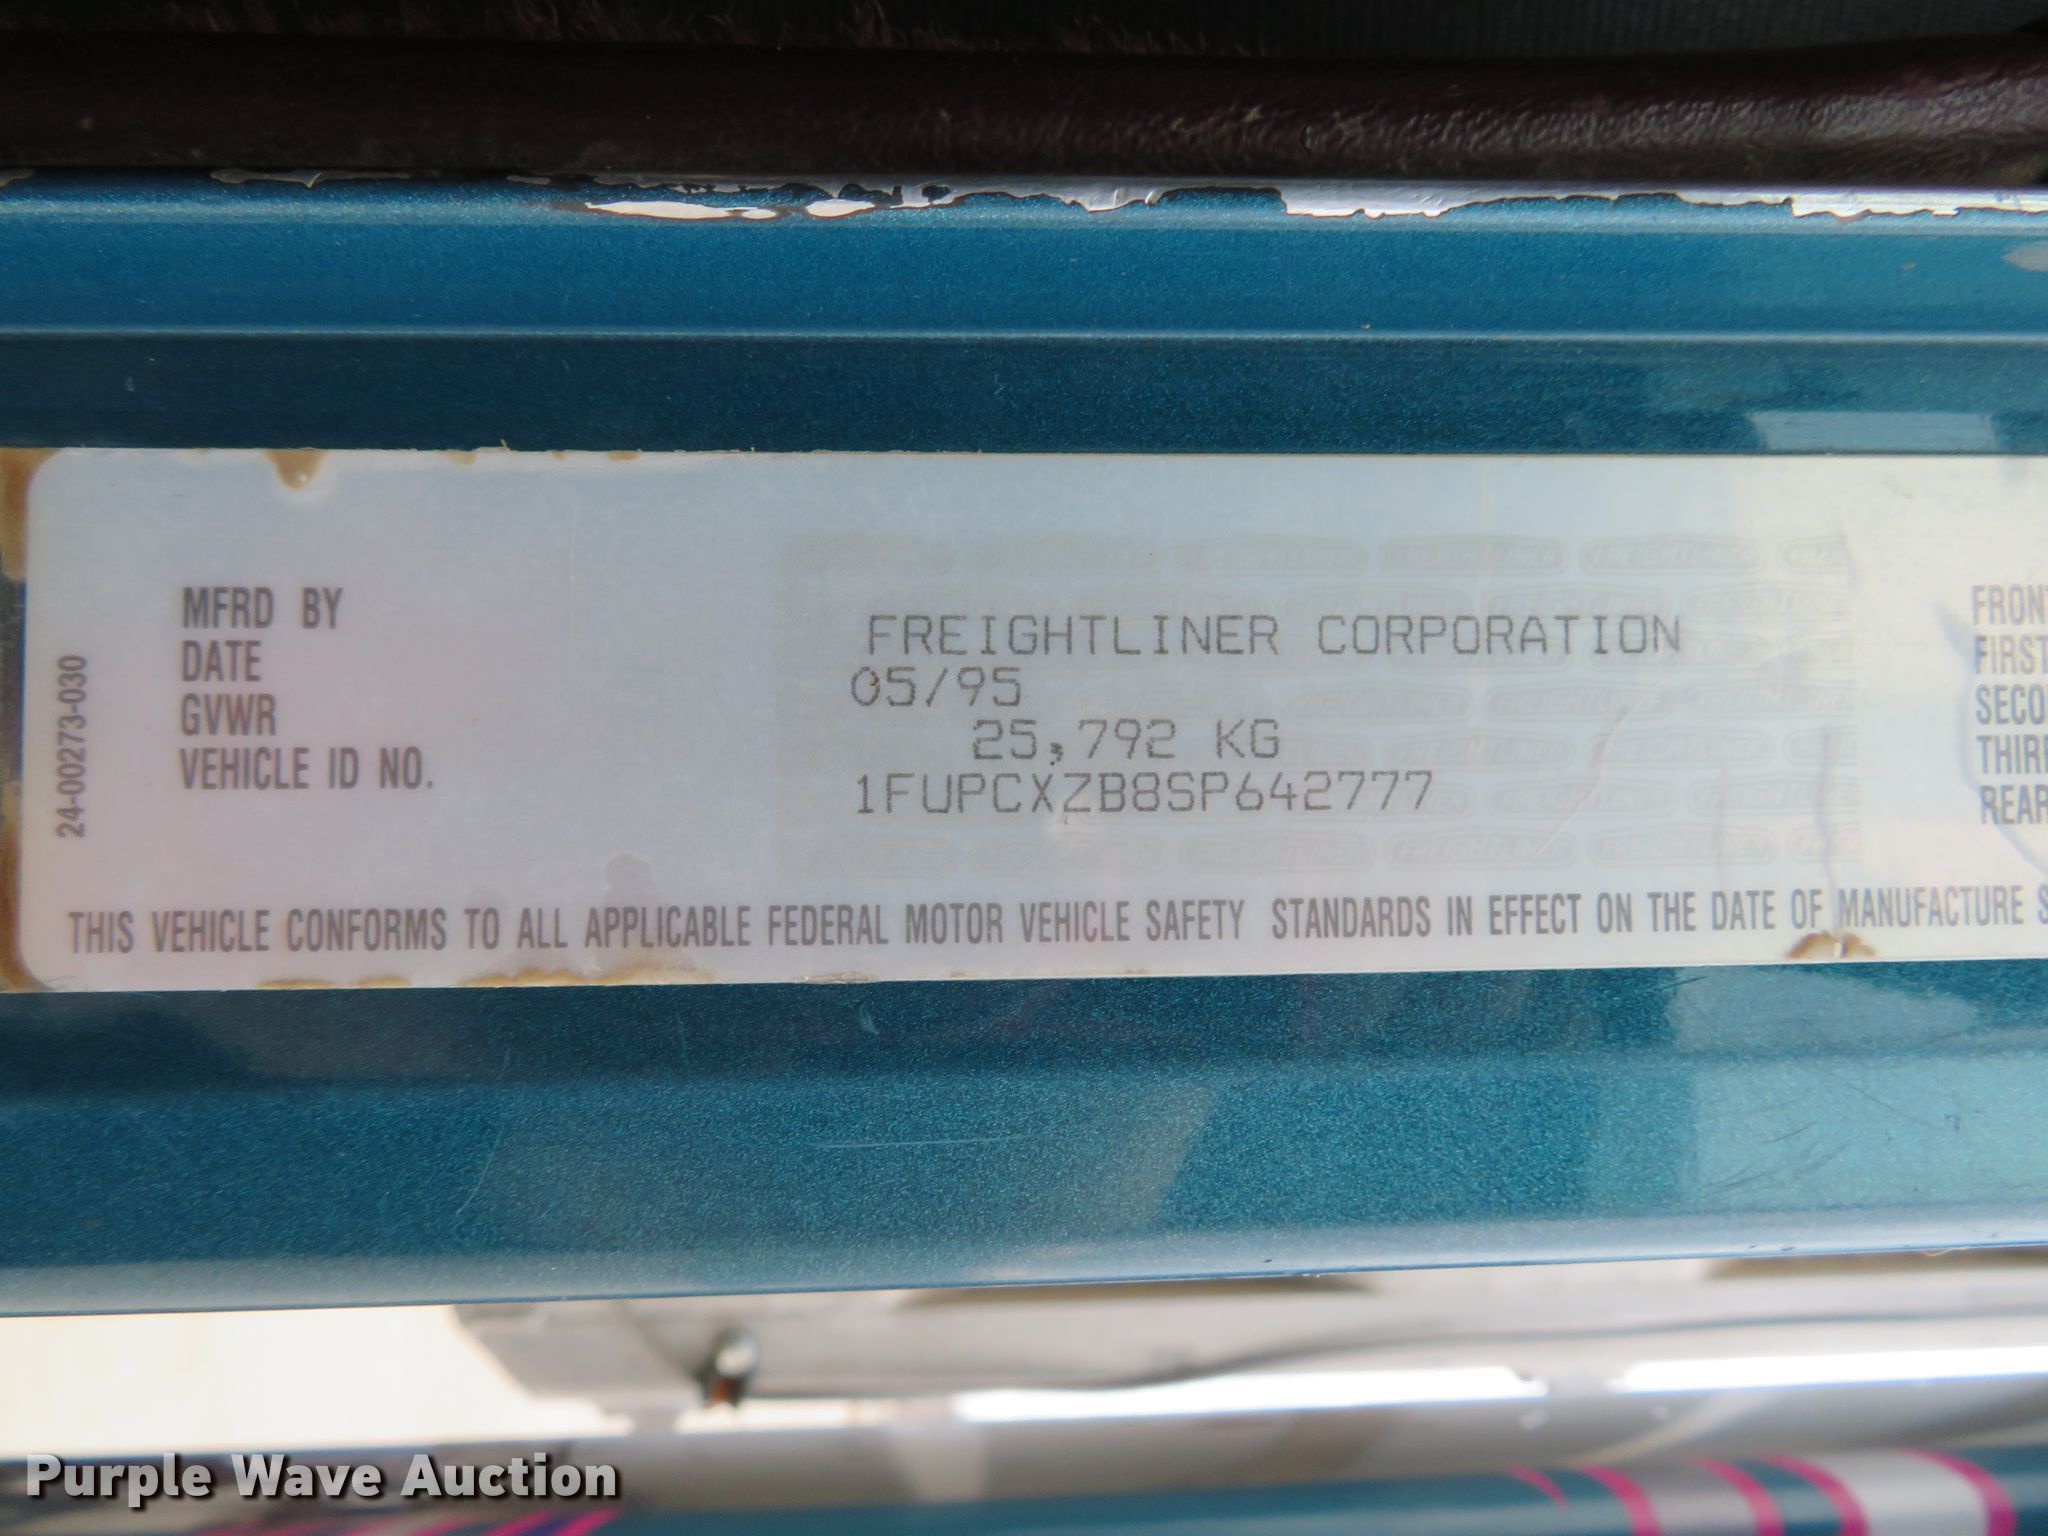 MFRD BY FREIGHTLINER CORPORATION
DATE 05/95
GVWR 25,792 KG
VEHICLE ID NO. 1FUPCXZB8SP642777
24-00273-030
THIS VEHICLE CONFORMS TO ALL APPLICABLE FEDERAL MOTOR VEHICLE SAFETY STANDARDS IN EFFECT ON THE DATE OF MANUFACTURE S
FRONT
FIRST
SECO
THIR
REAR
Purple Wave Auction